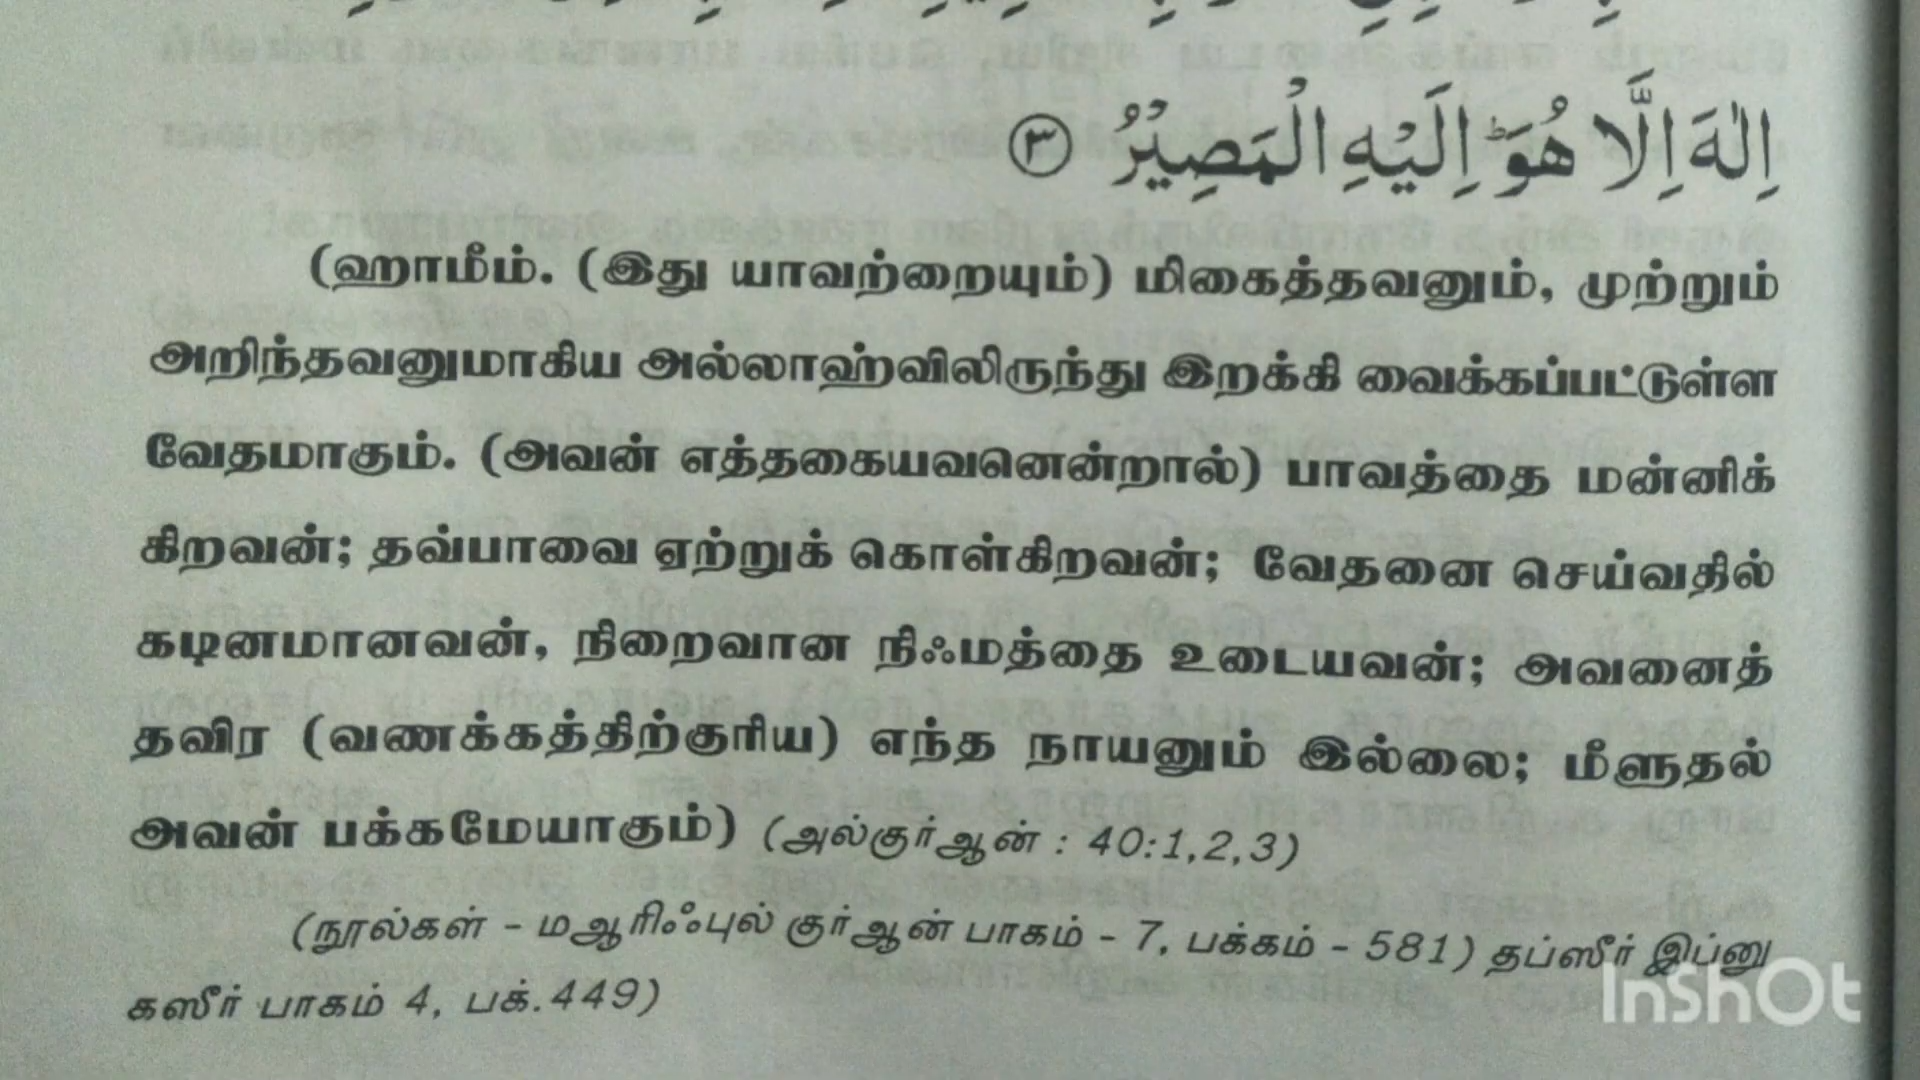 اِلٰهَ اِلَّا هُوَ ؕ اِلَيْهِ الْمَصِيْرُ ٣
(ஹாமீம். (இது யாவற்றையும்) மிகைத்தவனும், முற்றும்
அறிந்தவனுமாகிய அல்லாஹ்விலிருந்து இறக்கி வைக்கப்பட்டுள்ள
வேதமாகும். (அவன் எத்தகையவனென்றால்) பாவத்தை மன்னிக்
கிறவன்; தவ்பாவை ஏற்றுக் கொள்கிறவன்; வேதனை செய்வதில்
கடினமானவன், நிறைவான நிஃமத்தை உடையவன்; அவனைத்
தவிர (வணக்கத்திற்குரிய) எந்த நாயனும் இல்லை; மீளுதல்
அவன் பக்கமேயாகும்) (அல்குர்ஆன் : 40:1,2,3)
(நூல்கள் - மஆரிஃபுல் குர்ஆன் பாகம் - 7, பக்கம் - 581) தப்ஸீர் இப்னு
கஸீர் பாகம் 4, பக்.449)
InShOt